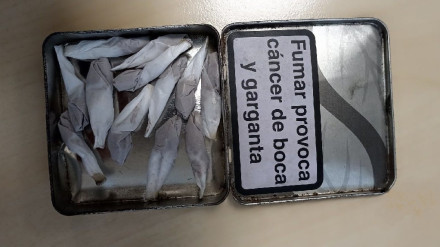 Fumar provoca
cáncer de boca
y garganta